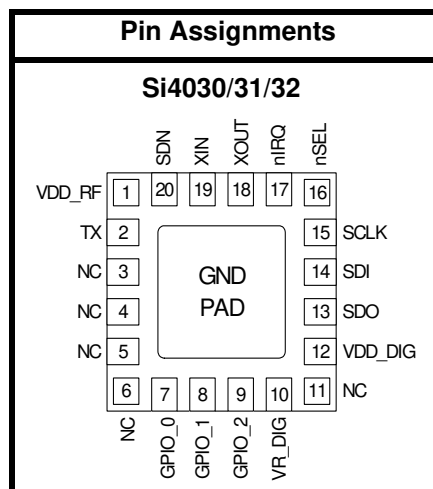 Pin Assignments
Si4030/31/32
SDN
XIN
XOUT
nIRQ
nSEL
20
19
18
17
16
VDD_RF 1
TX 2
NC 3
NC 4
NC 5
6
NC
15 SCLK
14 SDI
13 SDO
12 VDD_DIG
11 NC
GND
PAD
7
8
9
10
GPIO_0
GPIO_1
GPIO_2
VR_DIG